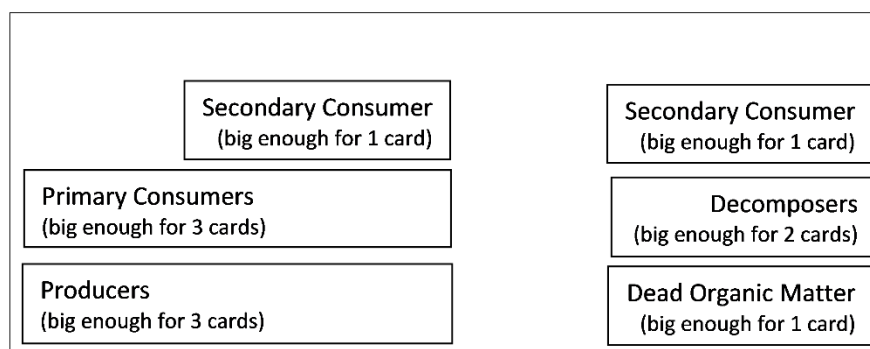 Secondary Consumer
(big enough for 1 card)
Primary Consumers
(big enough for 3 cards)
Producers
(big enough for 3 cards)
Secondary Consumer
(big enough for 1 card)
Decomposers
(big enough for 2 cards)
Dead Organic Matter
(big enough for 1 card)